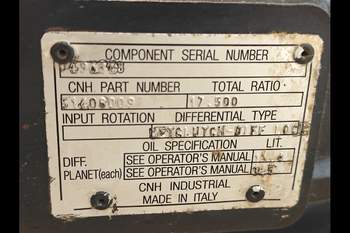 COMPONENT SERIAL NUMBER
CNH PART NUMBER TOTAL RATIO
17.500
INPUT ROTATION DIFFERENTIAL TYPE
OIL SPECIFICATION LIT.
DIFF. SEE OPERATOR'S MANUAL
PLANET(each) SEE OPERATOR'S MANUAL
CNH INDUSTRIAL
MADE IN ITALY